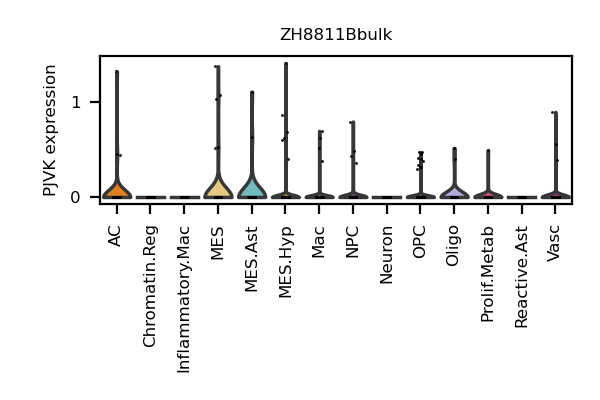 ZH8811Bbulk
PJVK expression
1
0
AC
Chromatin.Reg
Inflammatory.Mac
MES
MES.Ast
MES.Hyp
Mac
NPC
Neuron
OPC
Oligo
Prolif.Metab
Reactive.Ast
Vasc